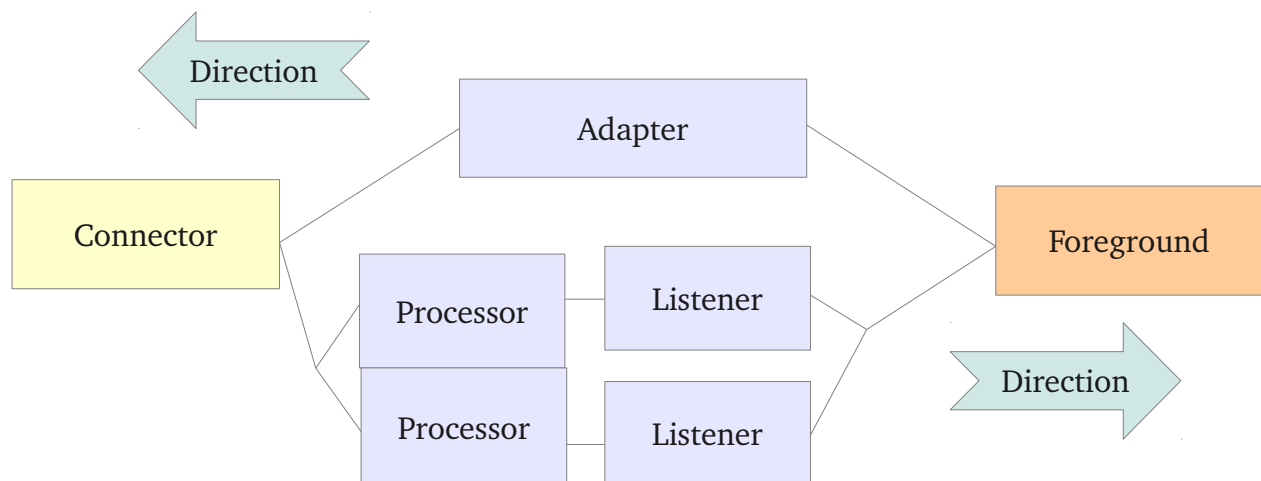 Direction
Adapter
Connector
Foreground
Processor
Listener
Direction
Processor
Listener